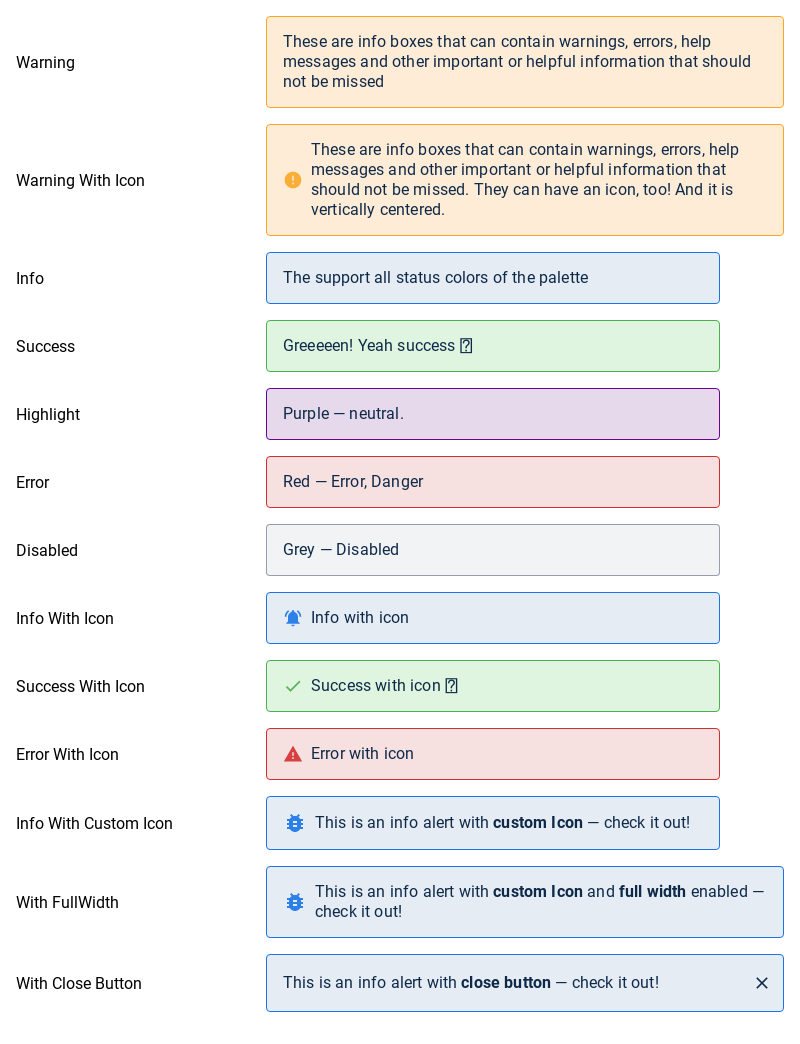 Warning
These are info boxes that can contain warnings, errors, help
messages and other important or helpful information that should
not be missed
Warning With Icon
These are info boxes that can contain warnings, errors, help
messages and other important or helpful information that
should not be missed. They can have an icon, too! And it is
vertically centered.
Info
The support all status colors of the palette
Success
Greeeeen! Yeah success
Highlight
Purple — neutral.
Error
Red — Error, Danger
Disabled
Grey — Disabled
Info With Icon
Info with icon
Success With Icon
Success with icon
Error With Icon
Error with icon
Info With Custom Icon
This is an info alert with custom Icon — check it out!
With FullWidth
This is an info alert with custom Icon and full width enabled —
check it out!
With Close Button
This is an info alert with close button — check it out!